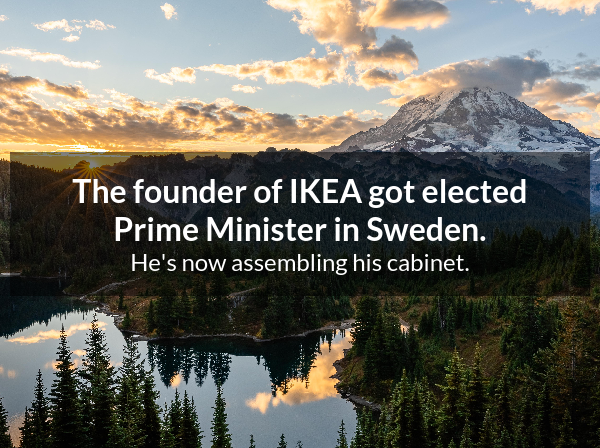 The founder of IKEA got elected
Prime Minister in Sweden.
He's now assembling his cabinet.